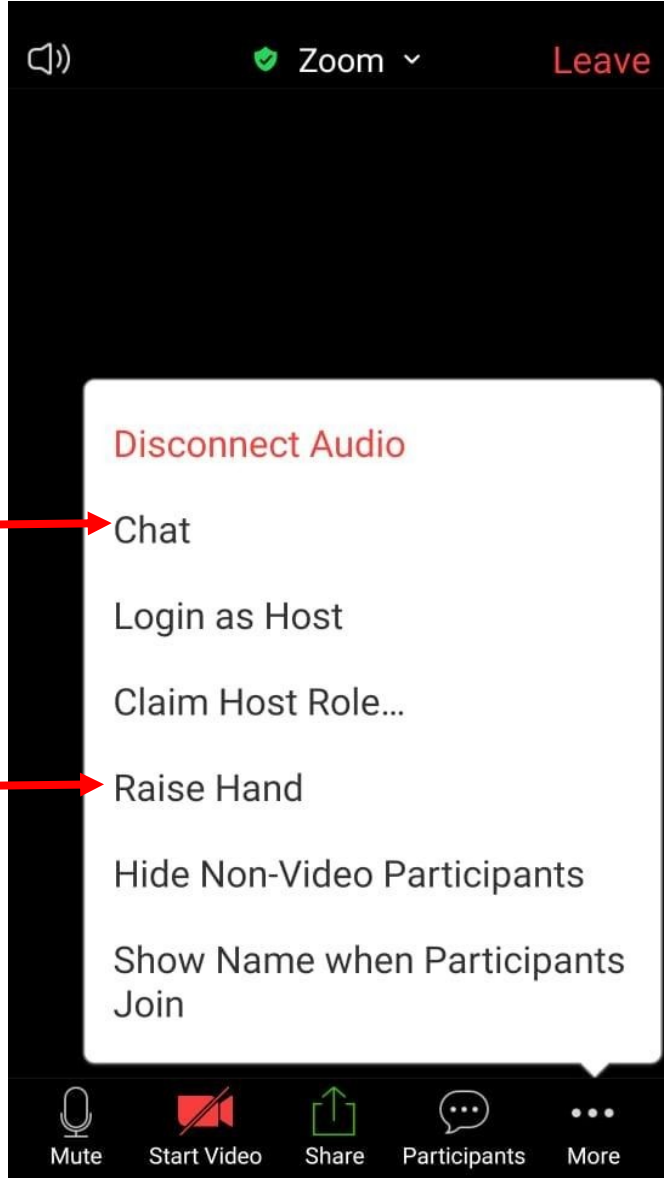 Zoom
Leave
Disconnect Audio
Chat
Login as Host
Claim Host Role...
Raise Hand
Hide Non-Video Participants
Show Name when Participants
Join
Mute
Start Video
Share
Participants
More